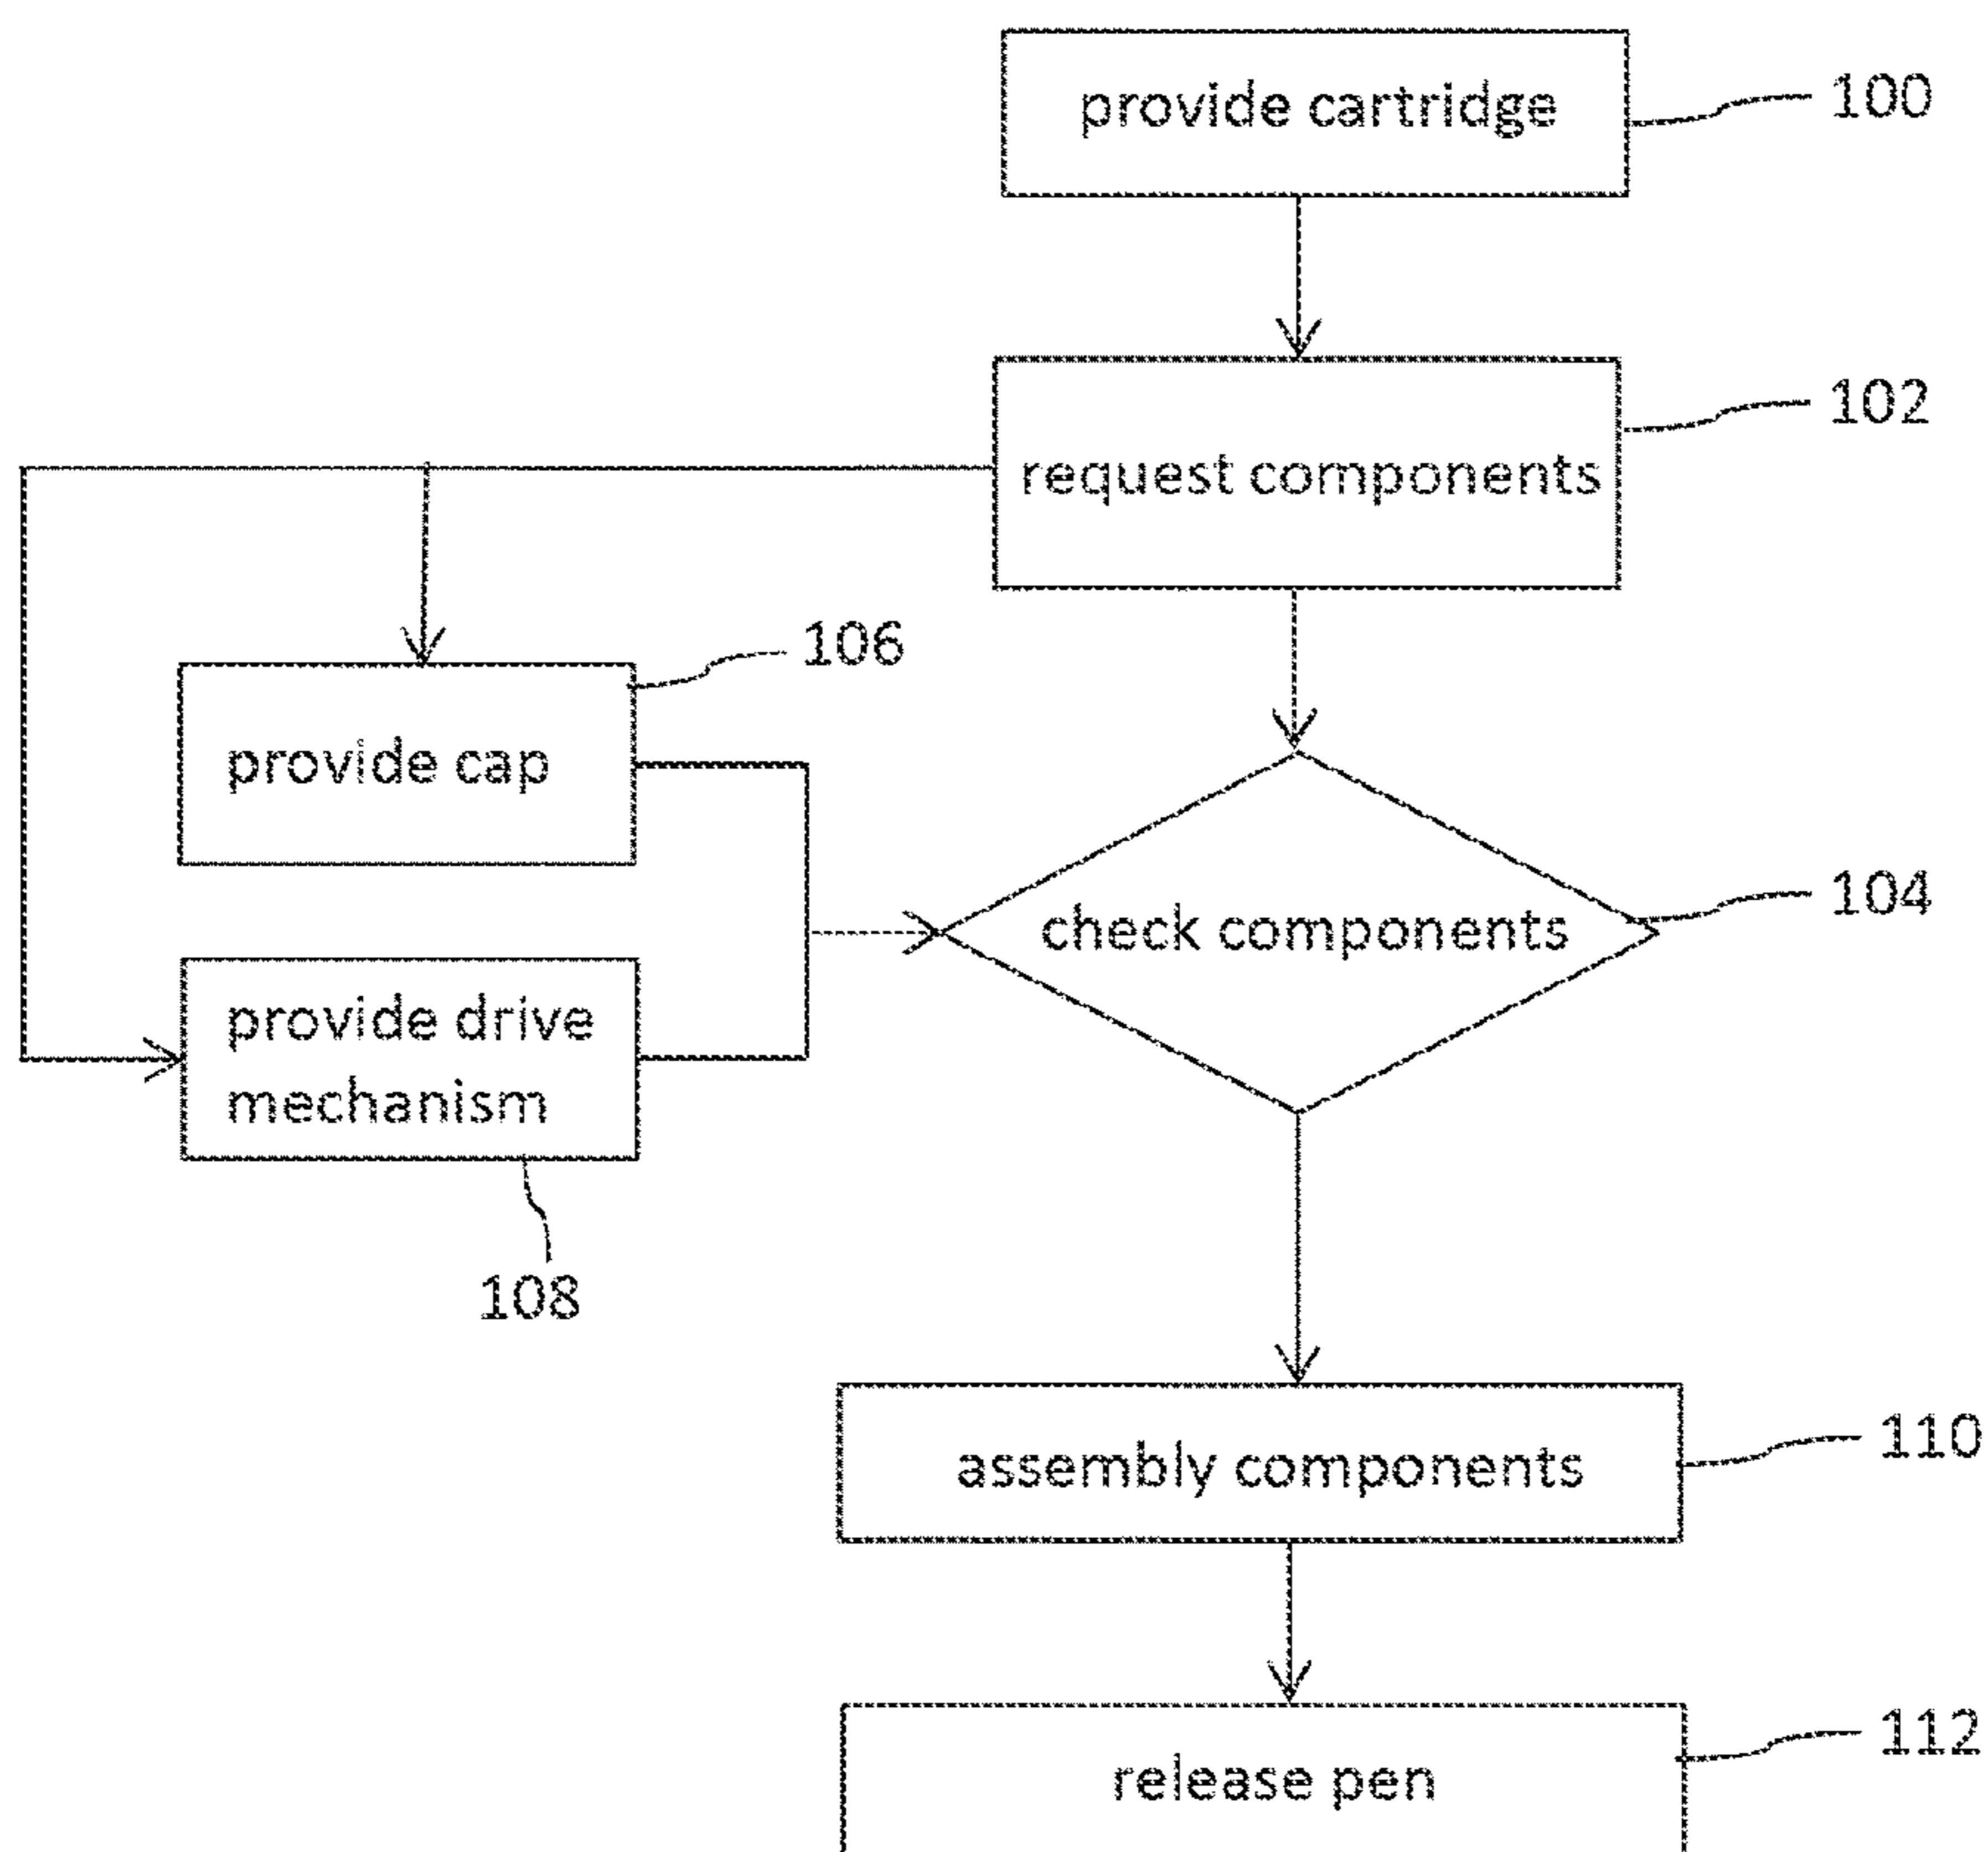 provide cartridge
100
request components
102
106
provide cap
check components
104
provide drive
mechanism
108
assembly components
110
release pen
112